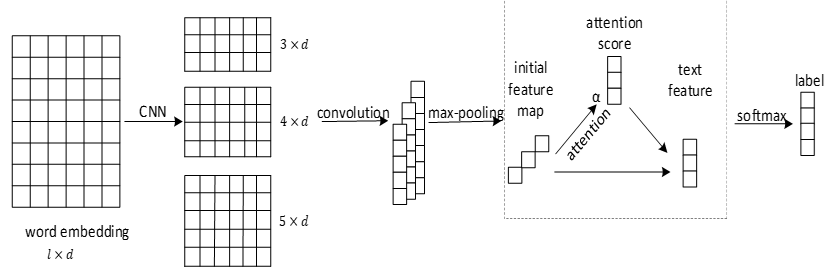 word embedding
l × d
CNN
3 × d
4 × d
5 × d
convolution
max-pooling
initial
feature
map
attention
α
attention
score
text
feature
softmax
label